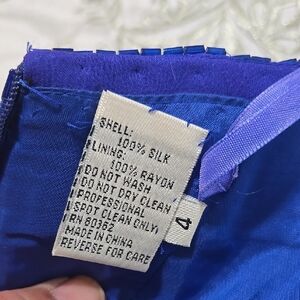 SHELL:
100% SILK
LINING:
100% RAYON
DO NOT WASH
DO NOT DRY CLEAN
PROFESSIONAL
SPOT CLEAN ONLY
RN 80362
MADE IN CHINA
REVERSE FOR CARE
4